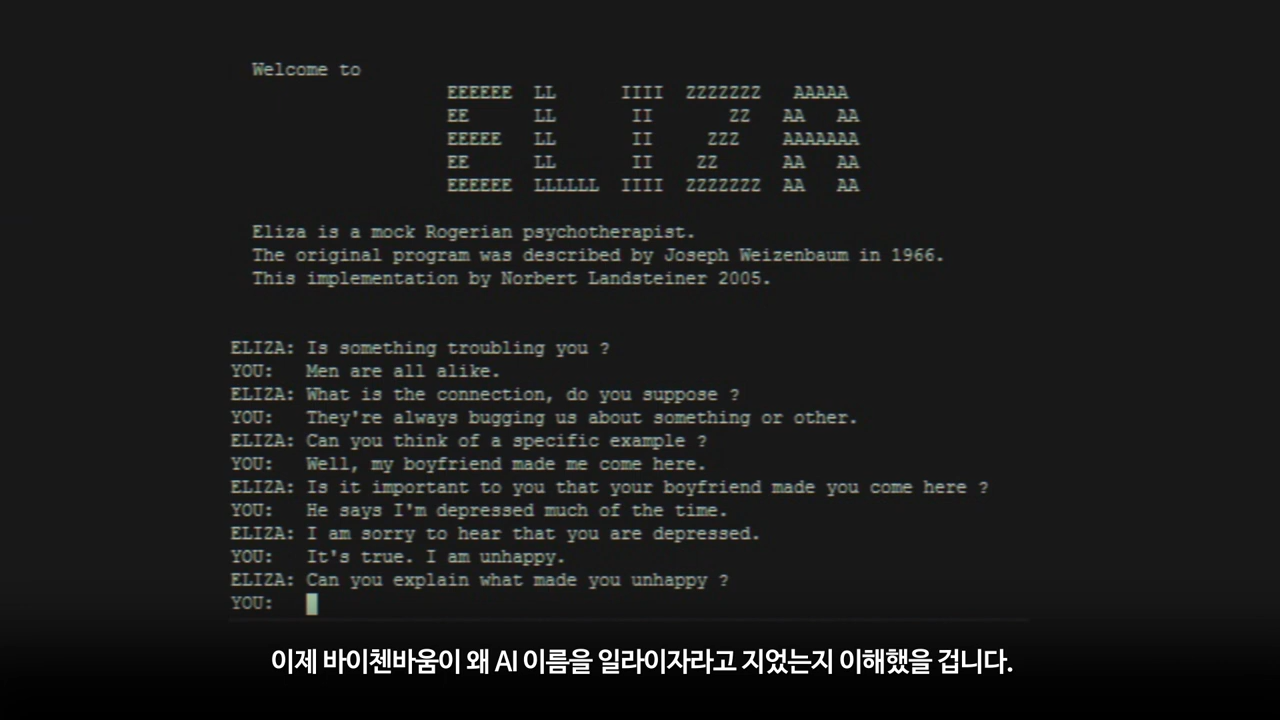 Welcome to
EEEEEE LL IIII ZZZZZZZ AAAAA
EE LL II ZZ AA AA
EEEEE LL II ZZZ AAAAAAA
EE LL II ZZ AA AA
EEEEEE LLLLLL IIII ZZZZZZZ AA AA
Eliza is a mock Rogerian psychotherapist.
The original program was described by Joseph Weizenbaum in 1966.
This implementation by Norbert Landsteiner 2005.
ELIZA: Is something troubling you ?
YOU: Men are all alike.
ELIZA: What is the connection, do you suppose ?
YOU: They're always bugging us about something or other.
ELIZA: Can you think of a specific example ?
YOU: Well, my boyfriend made me come here.
ELIZA: Is it important to you that your boyfriend made you come here ?
YOU: He says I'm depressed much of the time.
ELIZA: I am sorry to hear that you are depressed.
YOU: It's true. I am unhappy.
ELIZA: Can you explain what made you unhappy ?
YOU:
이제 바이첸바움이 왜 AI 이름을 일라이자라고 지었는지 이해했을 겁니다.